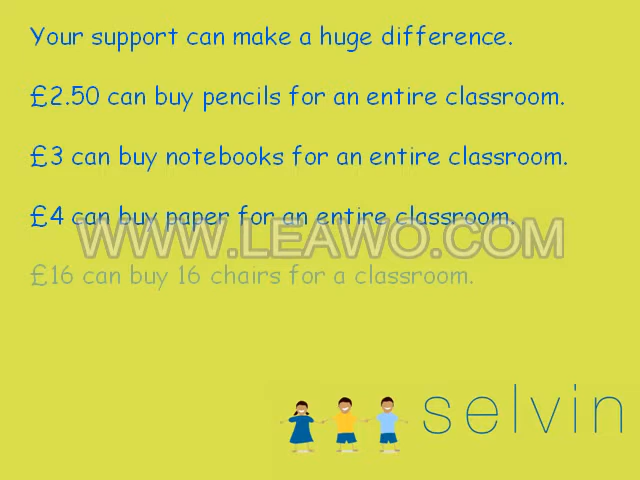 Your support can make a huge difference.
£2.50 can buy pencils for an entire classroom.
£3 can buy notebooks for an entire classroom.
£4 can buy paper for an entire classroom.
WWW.LEAWO.COM
£16 can buy 16 chairs for a classroom.
selvin